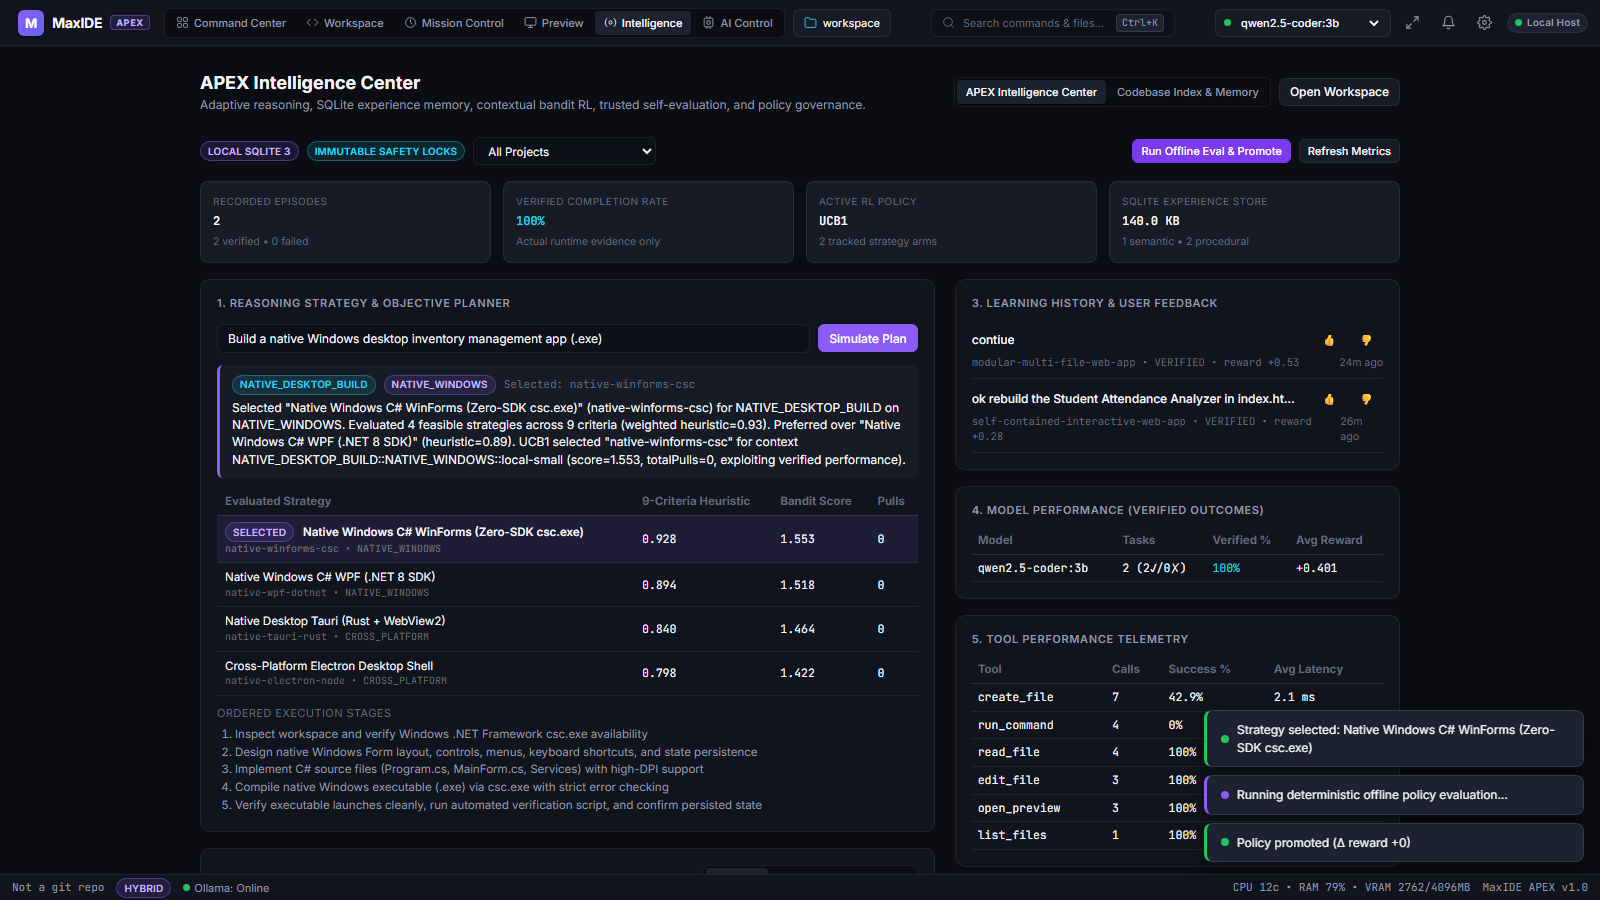 M MaxIDE APEX Command Center Workspace Mission Control Preview Intelligence AI Control workspace Search commands & files... Ctrl+K qwen2.5-coder:3b Local Host
APEX Intelligence Center
Adaptive reasoning, SQLite experience memory, contextual bandit RL, trusted self-evaluation, and policy governance.
APEX Intelligence Center Codebase Index & Memory Open Workspace
LOCAL SQLITE 3 IMMUTABLE SAFETY LOCKS All Projects Run Offline Eval & Promote Refresh Metrics
RECORDED EPISODES
2
2 verified • 0 failed
VERIFIED COMPLETION RATE
100%
Actual runtime evidence only
ACTIVE RL POLICY
UCB1
2 tracked strategy arms
SQLITE EXPERIENCE STORE
140.0 KB
1 semantic • 2 procedural
1. REASONING STRATEGY & OBJECTIVE PLANNER
Build a native Windows desktop inventory management app (.exe) Simulate Plan
NATIVE_DESKTOP_BUILD NATIVE_WINDOWS Selected: native-winforms-csc
Selected "Native Windows C# WinForms (Zero-SDK csc.exe)" (native-winforms-csc) for NATIVE_DESKTOP_BUILD on
NATIVE_WINDOWS. Evaluated 4 feasible strategies across 9 criteria (weighted heuristic=0.93). Preferred over "Native
Windows C# WPF (.NET 8 SDK)" (heuristic=0.89). UCB1 selected "native-winforms-csc" for context
NATIVE_DESKTOP_BUILD::NATIVE_WINDOWS::local-small (score=1.553, totalPulls=0, exploiting verified performance).
Evaluated Strategy 9-Criteria Heuristic Bandit Score Pulls
SELECTED Native Windows C# WinForms (Zero-SDK csc.exe) 0.928 1.553 0
native-winforms-csc • NATIVE_WINDOWS
Native Windows C# WPF (.NET 8 SDK) 0.894 1.518 0
native-wpf-dotnet • NATIVE_WINDOWS
Native Desktop Tauri (Rust + WebView2) 0.840 1.464 0
native-tauri-rust • CROSS_PLATFORM
Cross-Platform Electron Desktop Shell 0.798 1.422 0
native-electron-node • CROSS_PLATFORM
ORDERED EXECUTION STAGES
1. Inspect workspace and verify Windows .NET Framework csc.exe availability
2. Design native Windows Form layout, controls, menus, keyboard shortcuts, and state persistence
3. Implement C# source files (Program.cs, MainForm.cs, Services) with high-DPI support
4. Compile native Windows executable (.exe) via csc.exe with strict error checking
5. Verify executable launches cleanly, run automated verification script, and confirm persisted state
3. LEARNING HISTORY & USER FEEDBACK
contiue
modular-multi-file-web-app • VERIFIED • reward +0.53 24m ago
ok rebuild the Student Attendance Analyzer in index.ht...
self-contained-interactive-web-app • VERIFIED • reward 26m
+0.28 ago
4. MODEL PERFORMANCE (VERIFIED OUTCOMES)
Model Tasks Verified % Avg Reward
qwen2.5-coder:3b 2 (2✓/0✗) 100% +0.401
5. TOOL PERFORMANCE TELEMETRY
Tool Calls Success % Avg Latency
create_file 7 42.9% 2.1 ms
run_command 4 0%
read_file 4 100%
edit_file 3 100%
open_preview 3 100%
list_files 1 100%
Strategy selected: Native Windows C# WinForms (Zero-
SDK csc.exe)
Running deterministic offline policy evaluation...
Policy promoted (Δ reward +0)
Not a git repo HYBRID Ollama: Online CPU 12c • RAM 79% • VRAM 2762/4096MB MaxIDE APEX v1.0